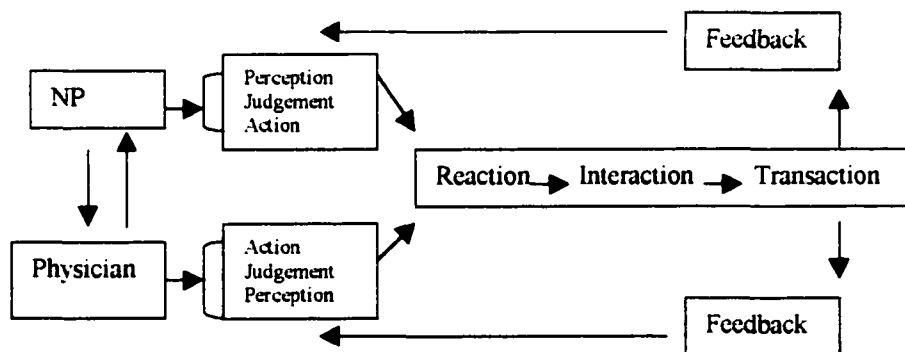 Feedback
NP
Perception
Judgement
Action
Reaction Interaction Transaction
Physician
Action
Judgement
Perception
Feedback